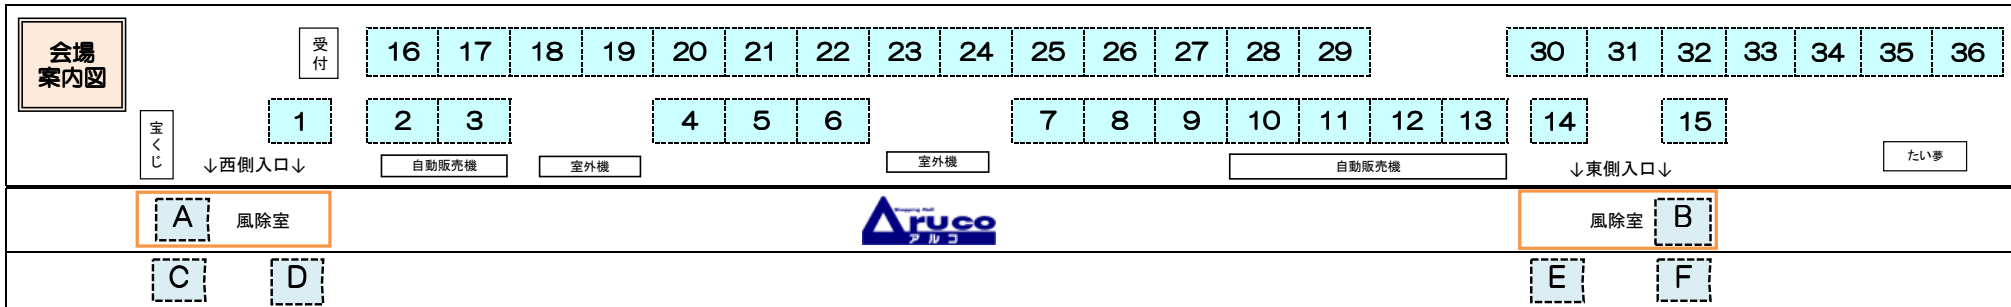 会場
案内図
受付
16 17 18 19 20 21 22 23 24 25 26 27 28 29 30 31 32 33 34 35 36
宝くじ
1 2 3 4 5 6 7 8 9 10 11 12 13 14 15
↓西側入口↓ 自動販売機 室外機 室外機 自動販売機 ↓東側入口↓ たい夢
A 風除室
Shopping Mall
Aruco
アルコ
風除室 B
C D E F